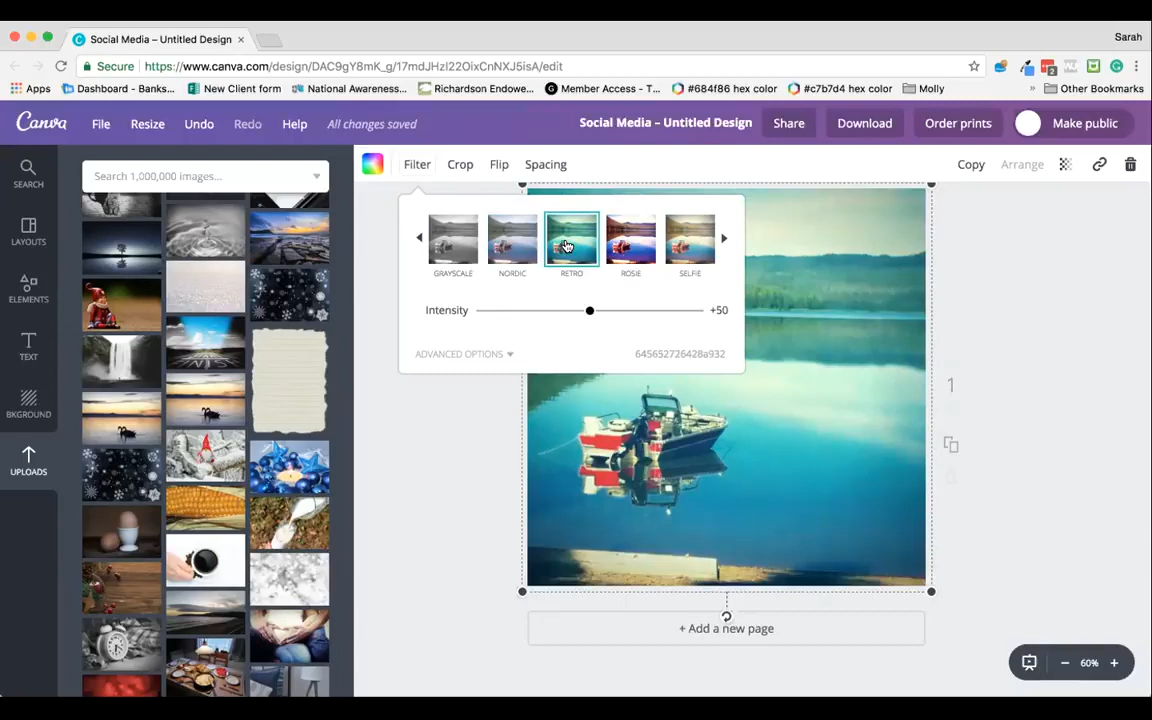 Social Media – Untitled Design
Sarah
Secure https://www.canva.com/design/DAC9gY8mK_g/17mdJHzI22OixCnNXJ5isA/edit
2
Apps Dashboard - Banks... New Client form National Awareness... Richardson Endowe... Member Access - T... #684f86 hex color #c7b7d4 hex color Molly » Other Bookmarks
Canva File Resize Undo Redo Help All changes saved Social Media – Untitled Design Share Download Order prints Make public
SEARCH
LAYOUTS
ELEMENTS
TEXT
BKGROUND
UPLOADS
Search 1,000,000 images...
Filter Crop Flip Spacing Copy Arrange
GRAYSCALE NORDIC RETRO ROSIE SELFIE
Intensity +50
ADVANCED OPTIONS 645652726428a932
1
+ Add a new page
60%